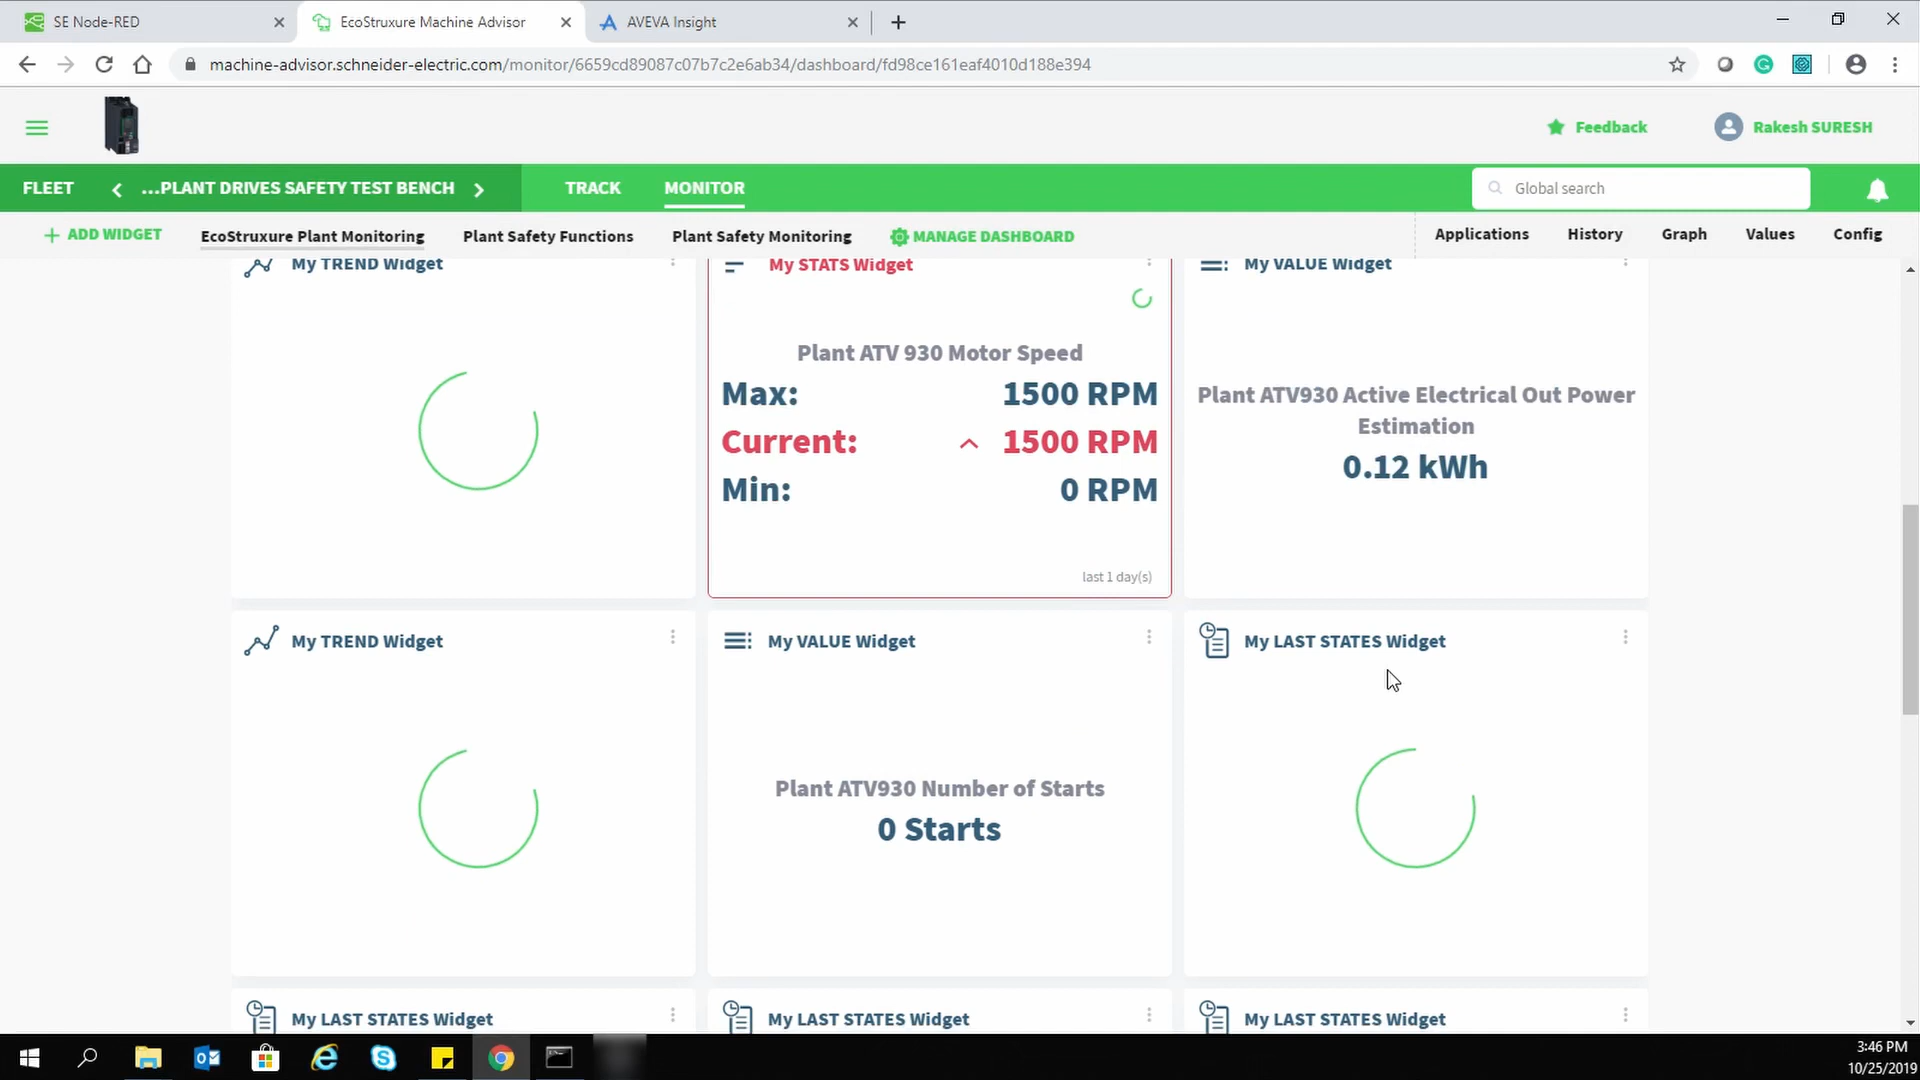 SE Node-RED
EcoStruxure Machine Advisor
AVEVA Insight
machine-advisor.schneider-electric.com/monitor/6659cd89087c07b7c2e6ab34/dashboard/fd98ce161eaf4010d188e394
Feedback
Rakesh SURESH
FLEET
...PLANT DRIVES SAFETY TEST BENCH
TRACK
MONITOR
Global search
ADD WIDGET
EcoStruxure Plant Monitoring
Plant Safety Functions
Plant Safety Monitoring
MANAGE DASHBOARD
Applications
History
Graph
Values
Config
My TREND Widget
My STATS Widget
Plant ATV 930 Motor Speed
Max: 1500 RPM
Current: 1500 RPM
Min: 0 RPM
last 1 day(s)
My VALUE Widget
Plant ATV930 Active Electrical Out Power
Estimation
0.12 kWh
My TREND Widget
My VALUE Widget
Plant ATV930 Number of Starts
0 Starts
My LAST STATES Widget
My LAST STATES Widget
My LAST STATES Widget
My LAST STATES Widget
3:46 PM
10/25/2019